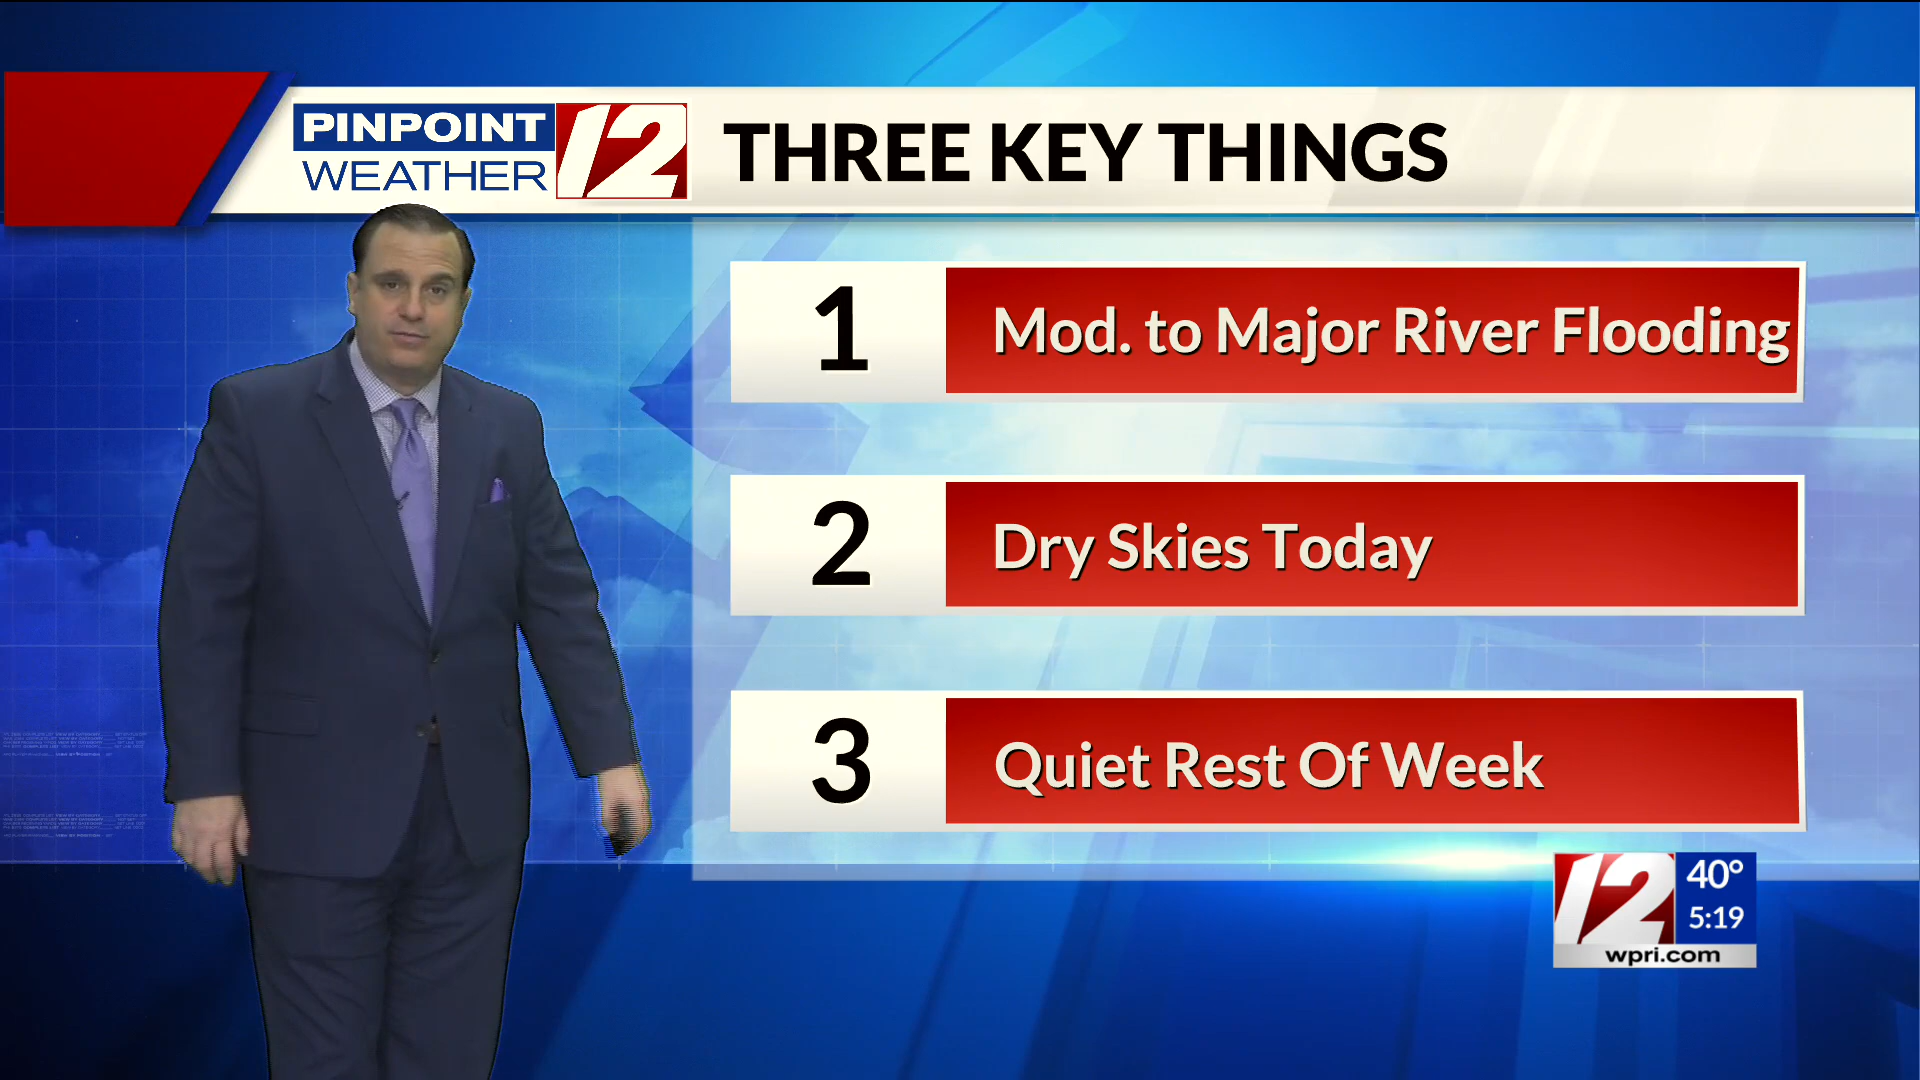 PINPOINT
WEATHER
12
THREE KEY THINGS
1
Mod. to Major River Flooding
2
Dry Skies Today
3
Quiet Rest Of Week
12
40°
5:19
wpri.com